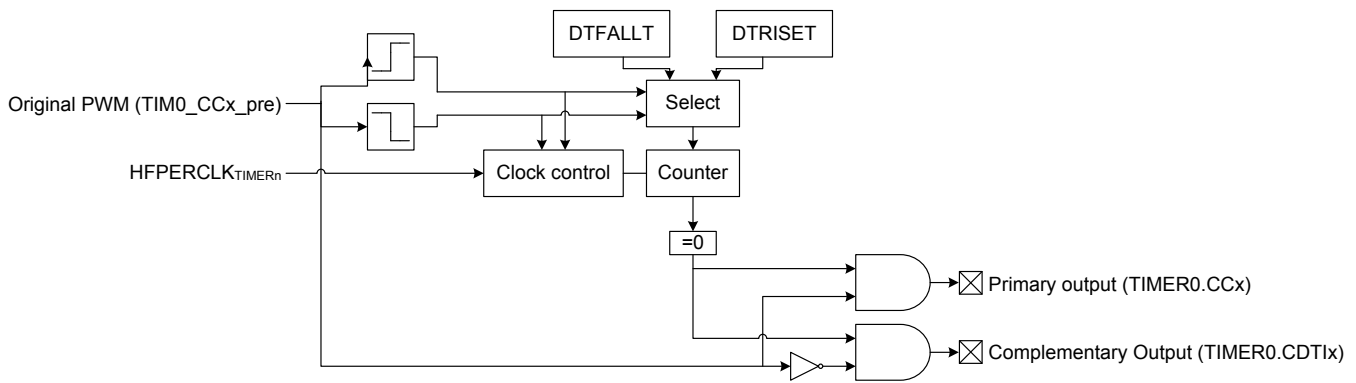 DTFALLT
DTRISET
Original PWM (TIM0_CCx_pre)
Select
HFPERCLKTIMERn
Clock control
Counter
=0
Primary output (TIMER0.CCx)
Complementary Output (TIMER0.CDTIx)